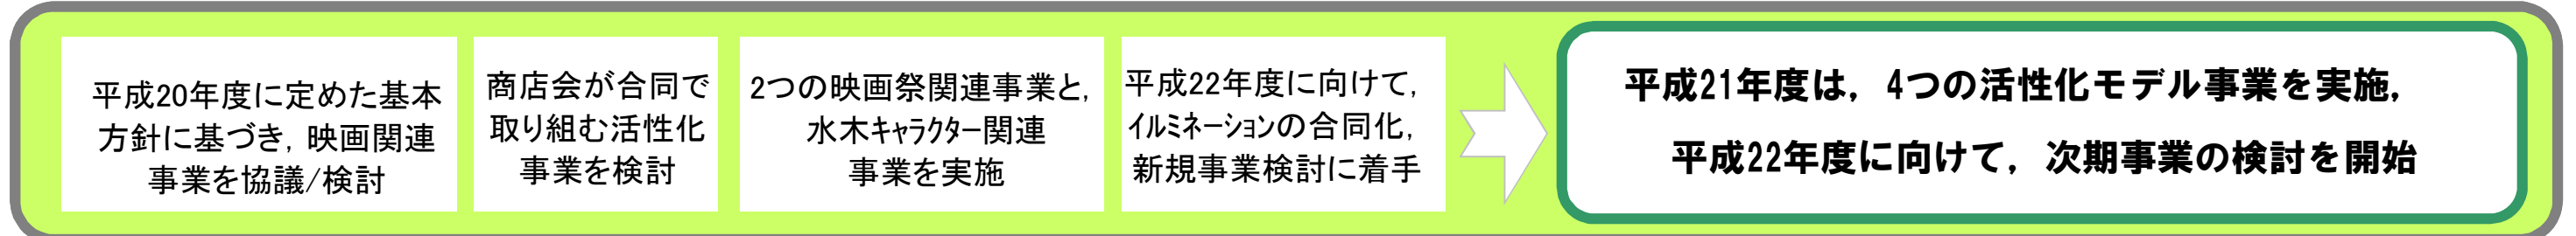 平成20年度に定めた基本
方針に基づき，映画関連
事業を協議/検討
商店会が合同で
取り組む活性化
事業を検討
2つの映画祭関連事業と，
水木ｷｬﾗｸﾀｰ関連
事業を実施
平成22年度に向けて，
ｲﾙﾐﾈｰｼｮﾝの合同化，
新規事業検討に着手
平成21年度は，4つの活性化モデル事業を実施，
平成22年度に向けて，次期事業の検討を開始